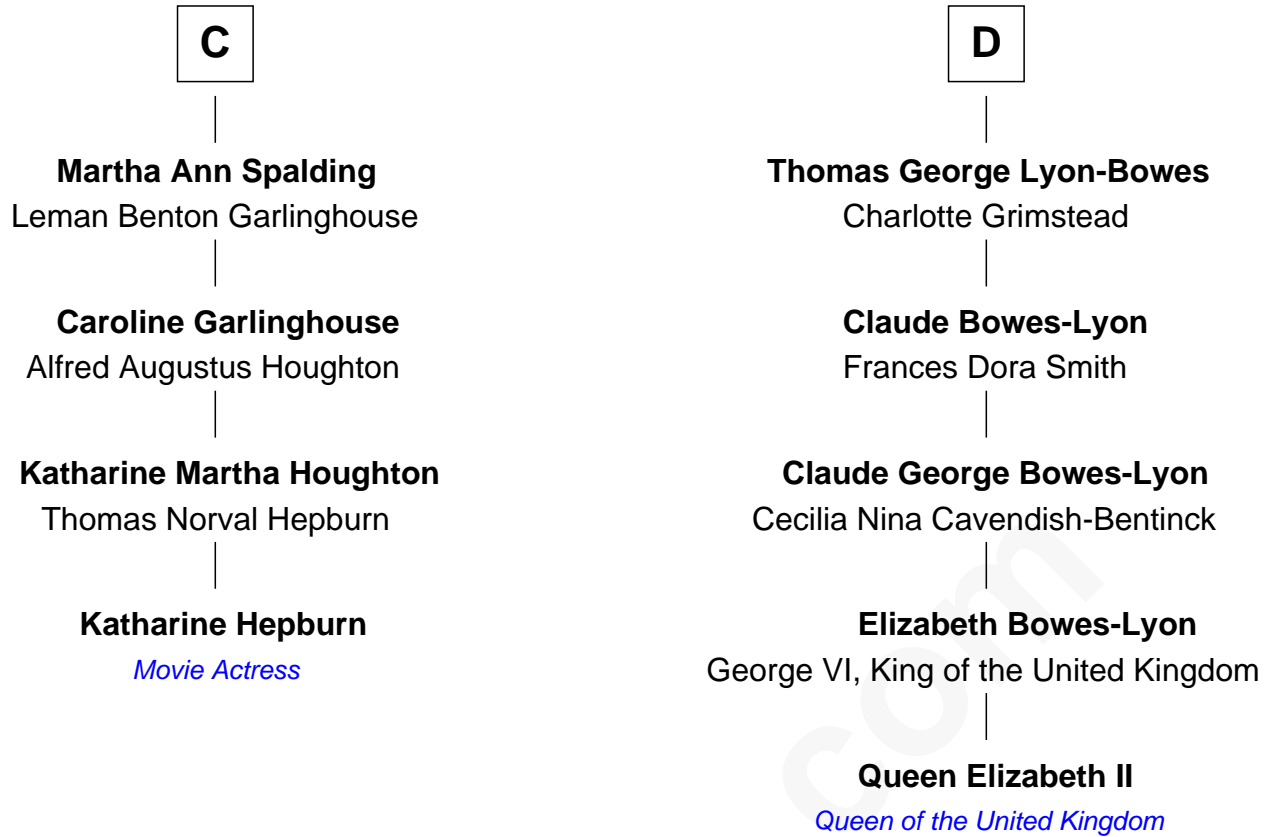 C
Martha Ann Spalding
Leman Benton Garlinghouse
Caroline Garlinghouse
Alfred Augustus Houghton
Katharine Martha Houghton
Thomas Norval Hepburn
Katharine Hepburn
Movie Actress
D
Thomas George Lyon-Bowes
Charlotte Grimstead
Claude Bowes-Lyon
Frances Dora Smith
Claude George Bowes-Lyon
Cecilia Nina Cavendish-Bentinck
Elizabeth Bowes-Lyon
George VI, King of the United Kingdom
Queen Elizabeth II
Queen of the United Kingdom
com